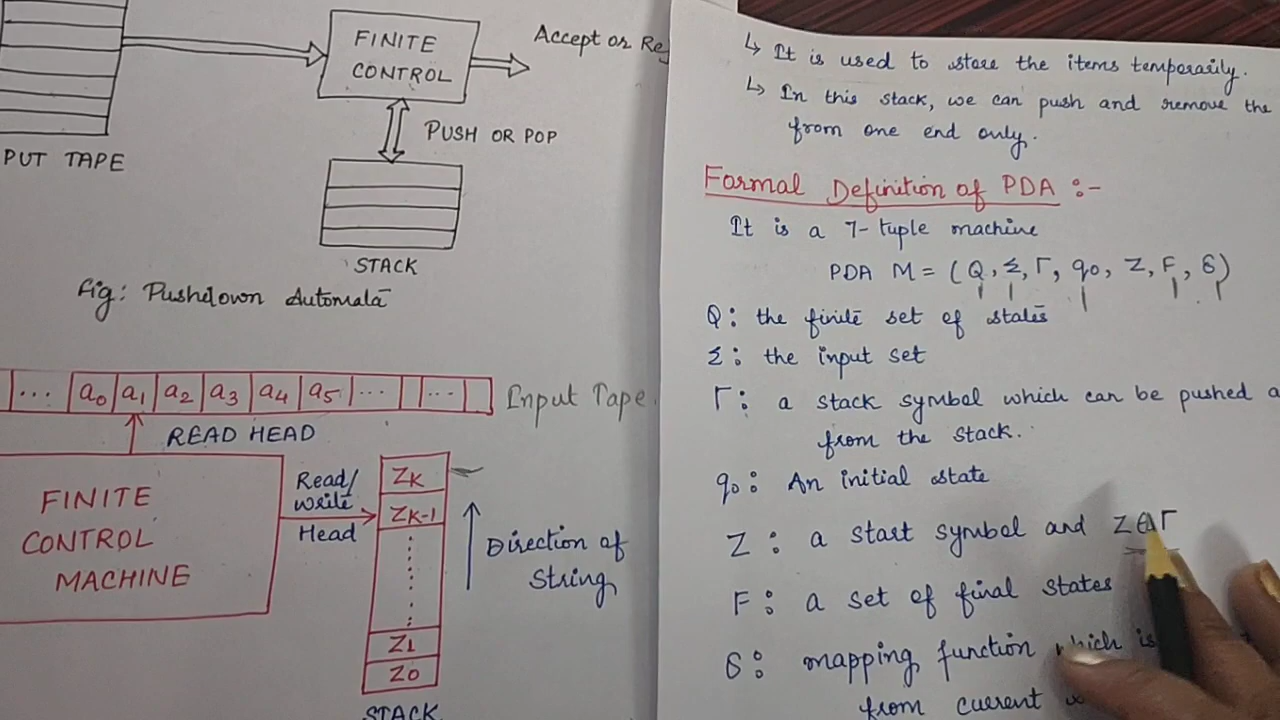 FINITE
CONTROL
Accept or Rej
PUSH OR POP
PUT TAPE
STACK
Fig: Pushdown Automata
... a0 a1 a2 a3 a4 a5 ... ...
Input Tape.
READ HEAD
FINITE
CONTROL
MACHINE
Read/
write
Head
ZK
ZK-1
Z1
Z0
STACK
Direction of
String
↳ It is used to store the items temporarily.
↳ In this stack, we can push and remove the
from one end only.
Formal Definition of PDA :-
It is a 7-tuple machine
PDA M = (Q, Σ, Γ, q0, Z, F, δ)
Q: the finite set of states
Σ: the input set
Γ: a stack symbol which can be pushed a
from the stack.
q0: An initial state
Z: a start symbol and Z∈Γ
F: a set of final states
δ: mapping function which is
from current